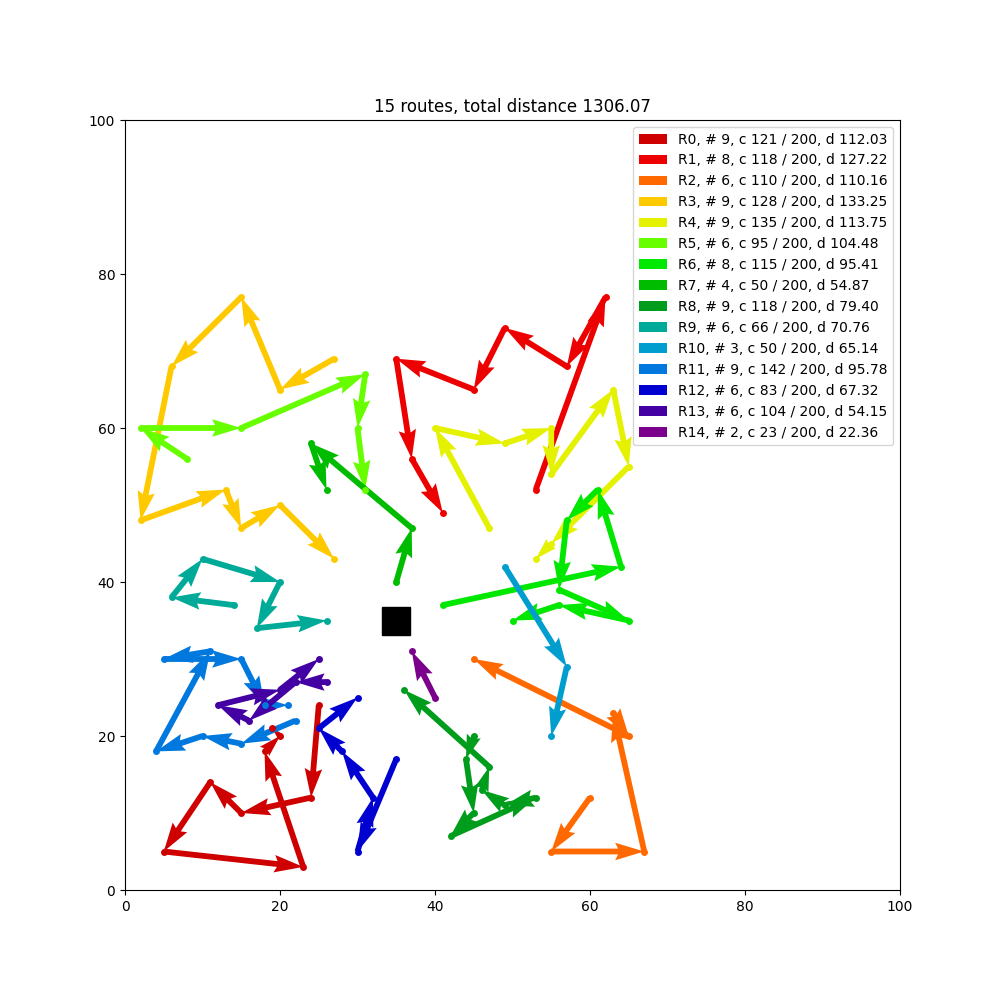 15 routes, total distance 1306.07
100
80
60
40
20
0
0 20 40 60 80 100
R0, # 9, c 121 / 200, d 112.03
R1, # 8, c 118 / 200, d 127.22
R2, # 6, c 110 / 200, d 110.16
R3, # 9, c 128 / 200, d 133.25
R4, # 9, c 135 / 200, d 113.75
R5, # 6, c 95 / 200, d 104.48
R6, # 8, c 115 / 200, d 95.41
R7, # 4, c 50 / 200, d 54.87
R8, # 9, c 118 / 200, d 79.40
R9, # 6, c 66 / 200, d 70.76
R10, # 3, c 50 / 200, d 65.14
R11, # 9, c 142 / 200, d 95.78
R12, # 6, c 83 / 200, d 67.32
R13, # 6, c 104 / 200, d 54.15
R14, # 2, c 23 / 200, d 22.36